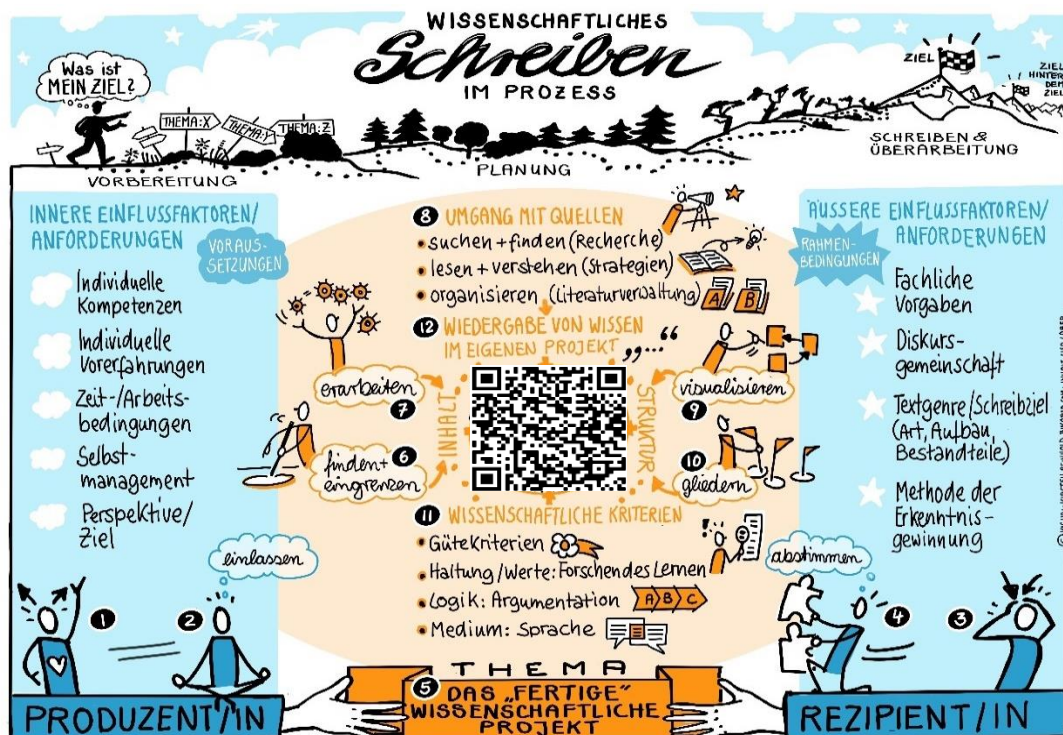 WISSENSCHAFTLICHES
Schreiben
IM PROZESS
Was ist
MEIN ZIEL?
THEMA:X
THEMA:Y
THEMA:Z
ZIEL
ZIEL
HINTER
DEM
ZIEL
VORBEREITUNG
PLANUNG
SCHREIBEN &
ÜBERARBEITUNG
INNERE EINFLUSSFAKTOREN/
ANFORDERUNGEN
VORAUS-
SETZUNGEN
Individuelle
Kompetenzen
Individuelle
Vorerfahrungen
Zeit-/Arbeits-
bedingungen
Selbst-
management
Perspektive/
Ziel
einlassen
1
2
PRODUZENT/IN
8 UMGANG MIT QUELLEN
• suchen + finden (Recherche)
• lesen + verstehen (Strategien)
• organisieren (Literaturverwaltung)
A B
12 WIEDERGABE VON WISSEN
IM EIGENEN PROJEKT
„...“
erarbeiten
7
INHALT
6
finden +
eingrenzen
visualisieren
9
STRUKTUR
10
gliedern
11 WISSENSCHAFTLICHE KRITERIEN
• Gütekriterien
• Haltung/Werte: Forschendes Lernen
• Logik: Argumentation A B C
• Medium: Sprache
THEMA
5 DAS „FERTIGE“
WISSENSCHAFTLICHE
PROJEKT
ÄUSSERE EINFLUSSFAKTOREN/
ANFORDERUNGEN
RAHMEN-
BEDINGUNGEN
Fachliche
Vorgaben
Diskurs-
gemeinschaft
Textgenre/Schreibziel
(Art, Aufbau,
Bestandteile)
Methode der
Erkenntnis-
gewinnung
abstimmen
4
3
REZIPIENT/IN